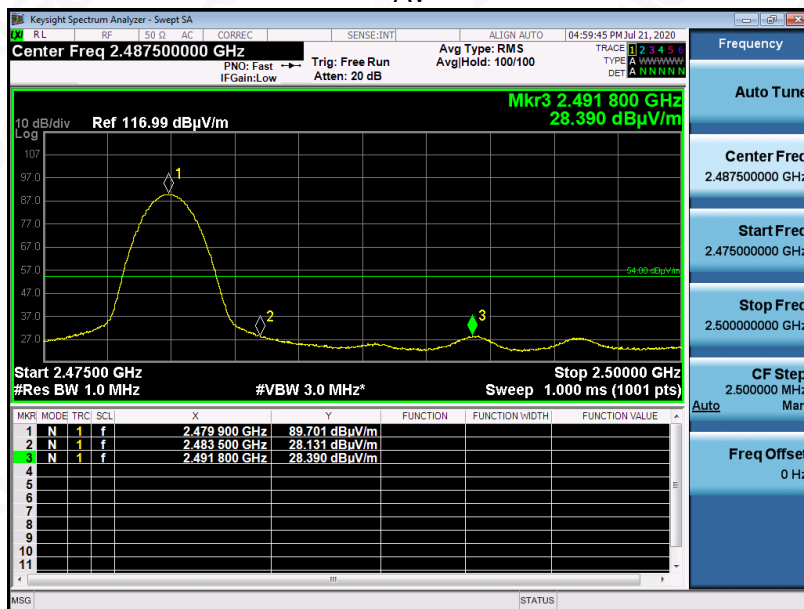 Keysight Spectrum Analyzer - Swept SA
RL RF 50 Ω AC CORREC SENSE:INT ALIGN AUTO 04:59:45 PM Jul 21, 2020
Center Freq 2.487500000 GHz
PNO: Fast
IFGain:Low
Trig: Free Run
Atten: 20 dB
Avg Type: RMS
Avg|Hold: 100/100
TRACE 1 2 3 4 5 6
TYPE A WWWWW
DET A N N N N N
Mkr3 2.491 800 GHz
28.390 dBµV/m
10 dB/div Ref 116.99 dBµV/m
Log
107
97.0
87.0
77.0
67.0
57.0
47.0
37.0
27.0
1
2
3
54.00 dBµV/m
Start 2.47500 GHz Stop 2.50000 GHz
#Res BW 1.0 MHz #VBW 3.0 MHz* Sweep 1.000 ms (1001 pts)
MKR MODE TRC SCL X Y FUNCTION FUNCTION WIDTH FUNCTION VALUE
1 N 1 f 2.479 900 GHz 89.701 dBµV/m
2 N 1 f 2.483 500 GHz 28.131 dBµV/m
3 N 1 f 2.491 800 GHz 28.390 dBµV/m
4
5
6
7
8
9
10
11
MSG STATUS
Frequency
Auto Tune
Center Freq
2.487500000 GHz
Start Freq
2.475000000 GHz
Stop Freq
2.500000000 GHz
CF Step
2.500000 MHz
Auto Man
Freq Offset
0 Hz